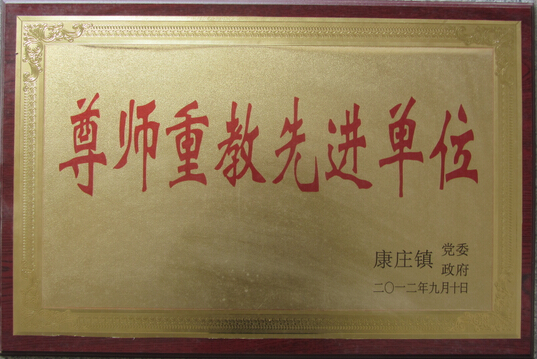 尊师重教先进单位
康庄镇 党委
政府
二〇一二年九月十日